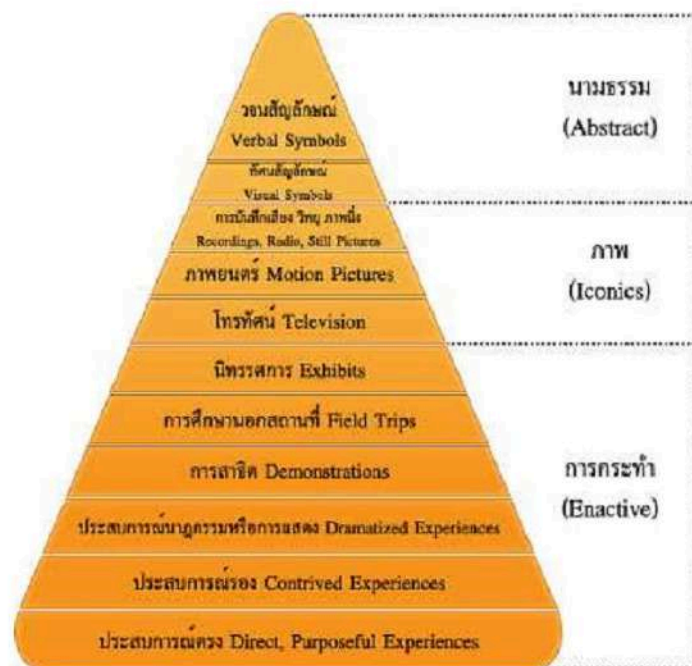 วจนสัญลักษณ์
Verbal Symbols
ทัศนสัญลักษณ์
Visual Symbols
การบันทึกเสียง วิทยุ ภาพนิ่ง
Recordings, Radio, Still Pictures
ภาพยนตร์ Motion Pictures
โทรทัศน์ Television
นิทรรศการ Exhibits
การศึกษานอกสถานที่ Field Trips
การสาธิต Demonstrations
ประสบการณ์นาฏกรรมหรือการแสดง Dramatized Experiences
ประสบการณ์รอง Contrived Experiences
ประสบการณ์ตรง Direct, Purposeful Experiences
นามธรรม
(Abstract)
ภาพ
(Iconics)
การกระทำ
(Enactive)